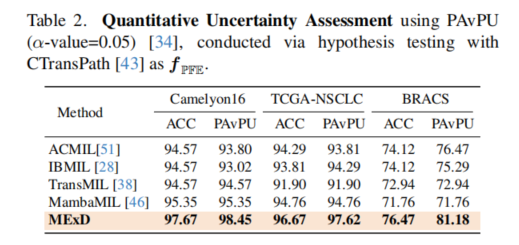 Table 2. Quantitative Uncertainty Assessment using PAvPU
(α-value=0.05) [34], conducted via hypothesis testing with
CTransPath [43] as f_PFE.
Method Camelyon16 TCGA-NSCLC BRACS
ACC PAvPU ACC PAvPU ACC PAvPU
ACMIL[51] 94.57 93.80 94.29 93.81 74.12 76.47
IBMIL [28] 94.57 93.02 93.81 94.29 74.12 75.29
TransMIL [38] 94.57 94.57 91.90 91.90 72.94 72.94
MambaMIL [46] 95.35 95.35 94.76 94.76 71.76 71.76
MExD 97.67 98.45 96.67 97.62 76.47 81.18